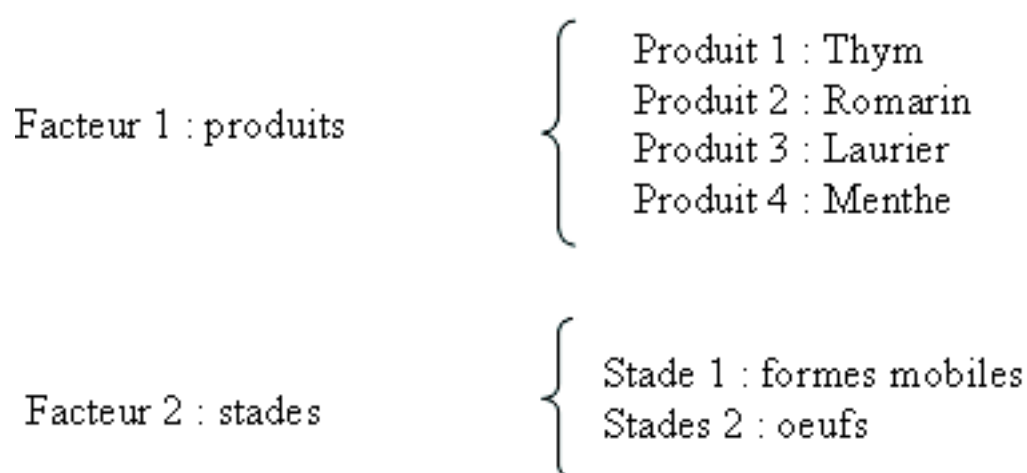 Produit 1 : Thym
Produit 2 : Romarin
Facteur 1 : produits
Produit 3 : Laurier
Produit 4 : Menthe
Stade 1 : formes mobiles
Facteur 2 : stades
Stades 2 : oeufs